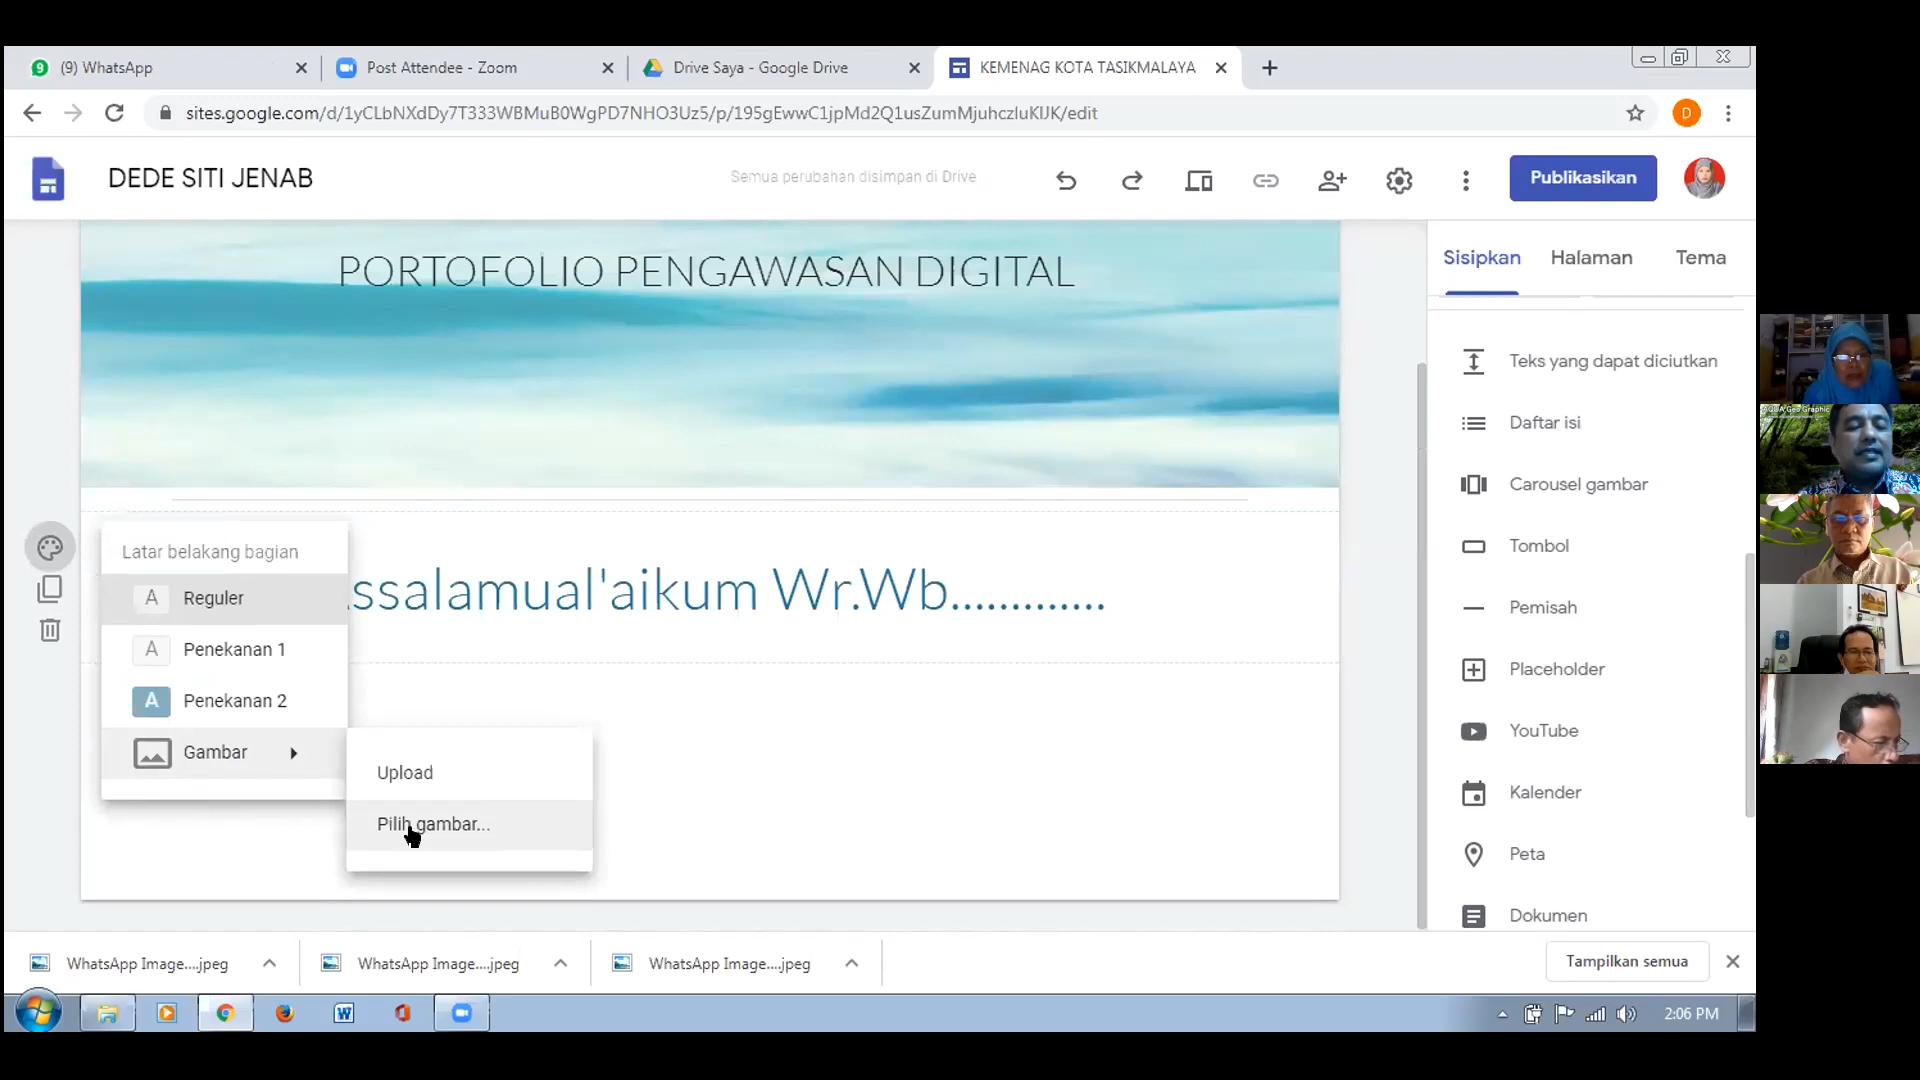 (9) WhatsApp
Post Attendee - Zoom
Drive Saya - Google Drive
KEMENAG KOTA TASIKMALAYA
sites.google.com/d/1yCLbNXdDy7T333WBMuB0WgPD7NHO3Uz5/p/195gEwwC1jpMd2Q1usZumMjuhczluKlJK/edit
D
DEDE SITI JENAB
Semua perubahan disimpan di Drive
Publikasikan
PORTOFOLIO PENGAWASAN DIGITAL
Sisipkan
Halaman
Tema
Teks yang dapat diciutkan
Daftar isi
Carousel gambar
Tombol
Pemisah
Placeholder
YouTube
Kalender
Peta
Dokumen
Latar belakang bagian
A Reguler
A Penekanan 1
A Penekanan 2
Gambar
Upload
Pilih gambar...
ssalamual'aikum Wr.Wb.............
AQUA Geo Graphic
WhatsApp Image....jpeg
WhatsApp Image....jpeg
WhatsApp Image....jpeg
Tampilkan semua
2:06 PM